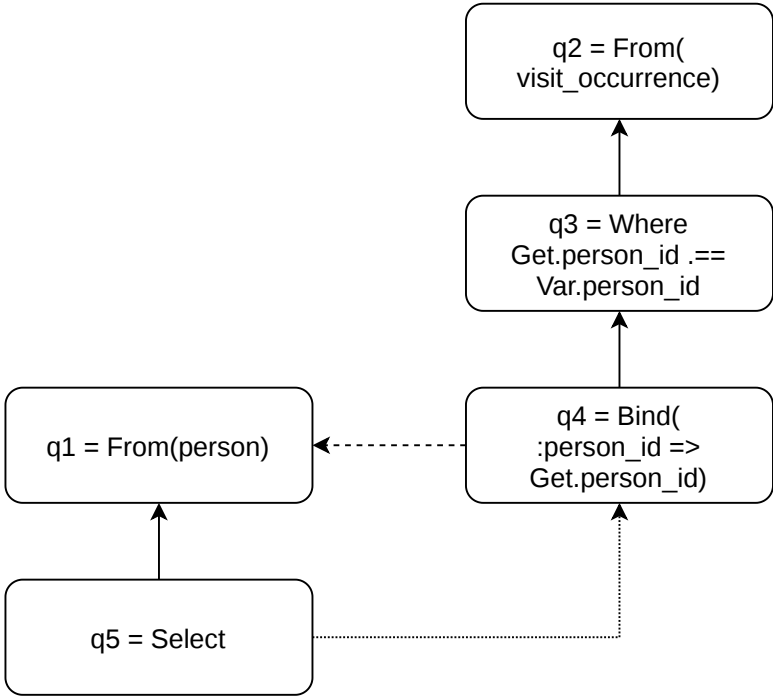 q2 = From(
visit_occurrence)
q3 = Where
Get.person_id .==
Var.person_id
q1 = From(person)
q4 = Bind(
:person_id =>
Get.person_id)
q5 = Select